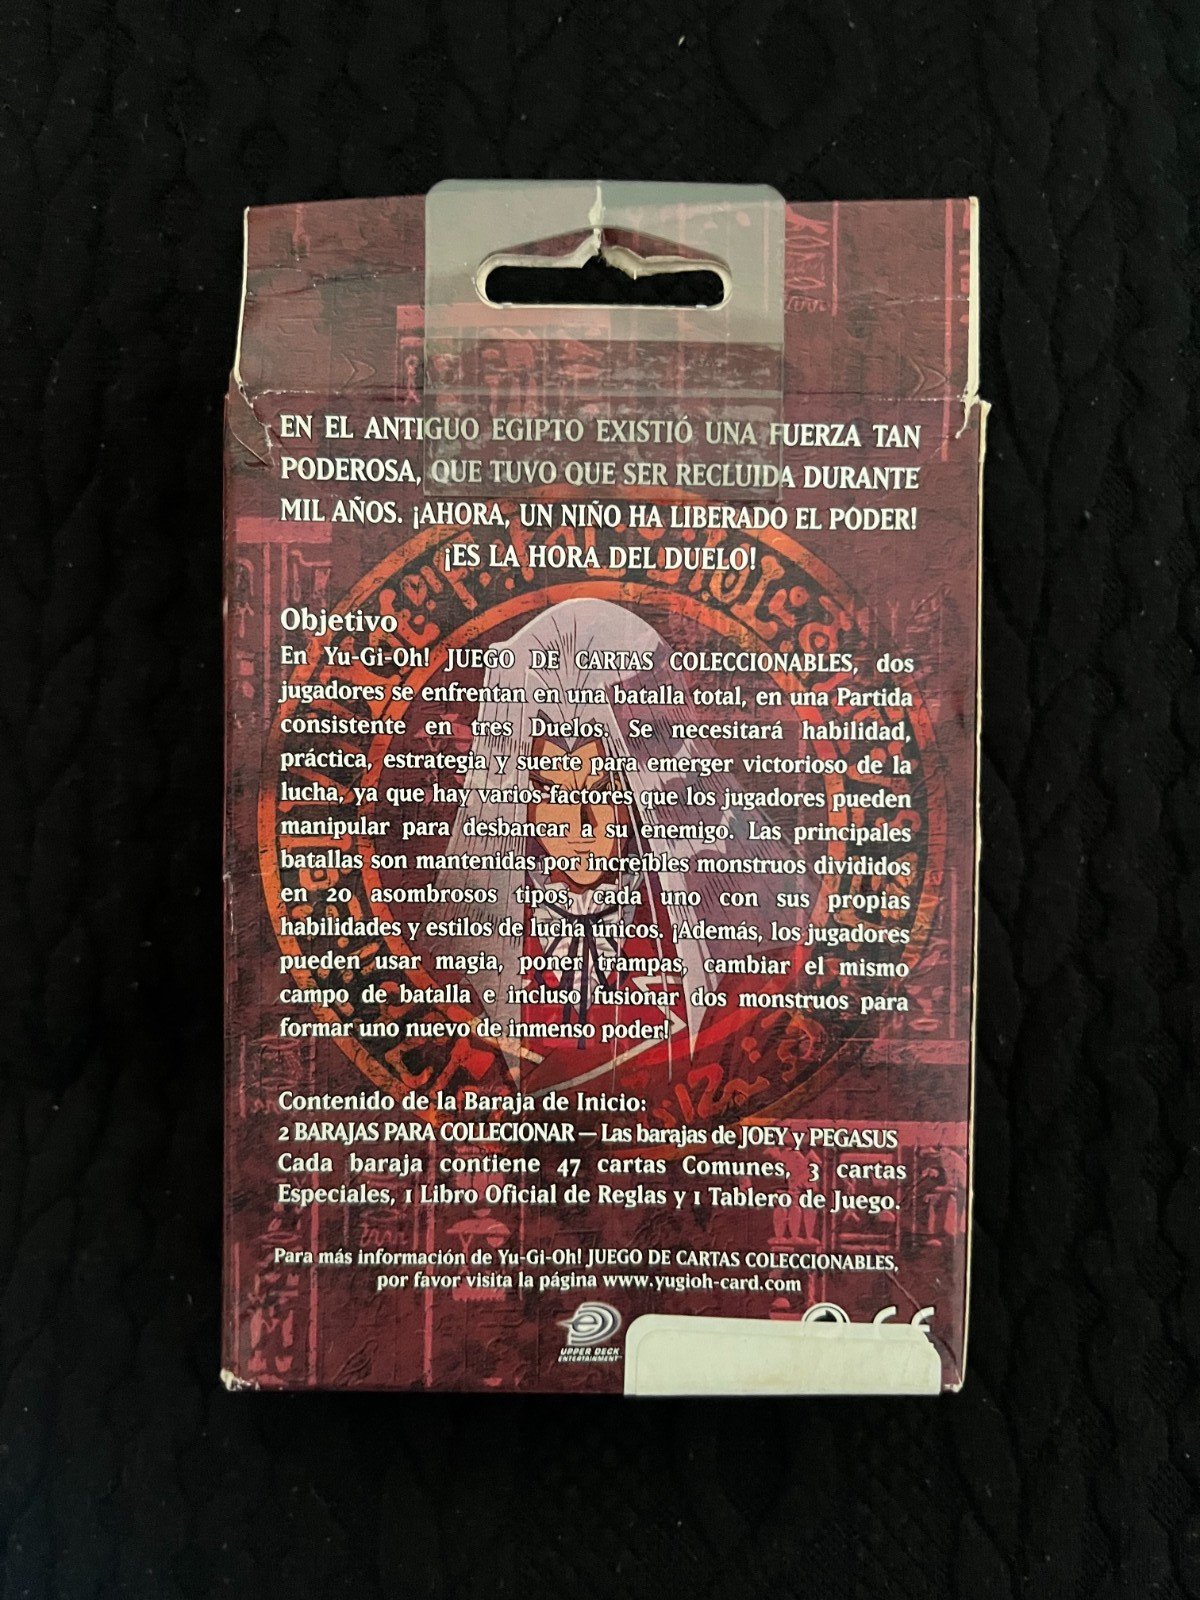 EN EL ANTIGUO EGIPTO EXISTIÓ UNA FUERZA TAN
PODEROSA, QUE TUVO QUE SER RECLUIDA DURANTE
MIL AÑOS. ¡AHORA, UN NIÑO HA LIBERADO EL PODER!
¡ES LA HORA DEL DUELO!
Objetivo
En Yu-Gi-Oh! JUEGO DE CARTAS COLECCIONABLES, dos
jugadores se enfrentan en una batalla total, en una Partida
consistente en tres Duelos. Se necesitará habilidad,
práctica, estrategia y suerte para emerger victorioso de la
lucha, ya que hay varios factores que los jugadores pueden
manipular para desbancar a su enemigo. Las principales
batallas son mantenidas por increíbles monstruos divididos
en 20 asombrosos tipos, cada uno con sus propias
habilidades y estilos de lucha únicos. ¡Además, los jugadores
pueden usar magia, poner trampas, cambiar el mismo
campo de batalla e incluso fusionar dos monstruos para
formar uno nuevo de inmenso poder!
Contenido de la Baraja de Inicio:
2 BARAJAS PARA COLLECIONAR — Las barajas de JOEY y PEGASUS
Cada baraja contiene 47 cartas Comunes, 3 cartas
Especiales, 1 Libro Oficial de Reglas y 1 Tablero de Juego.
Para más información de Yu-Gi-Oh! JUEGO DE CARTAS COLECCIONABLES,
por favor visita la página www.yugioh-card.com
UPPER DECK
ENTERTAINMENT™
CE